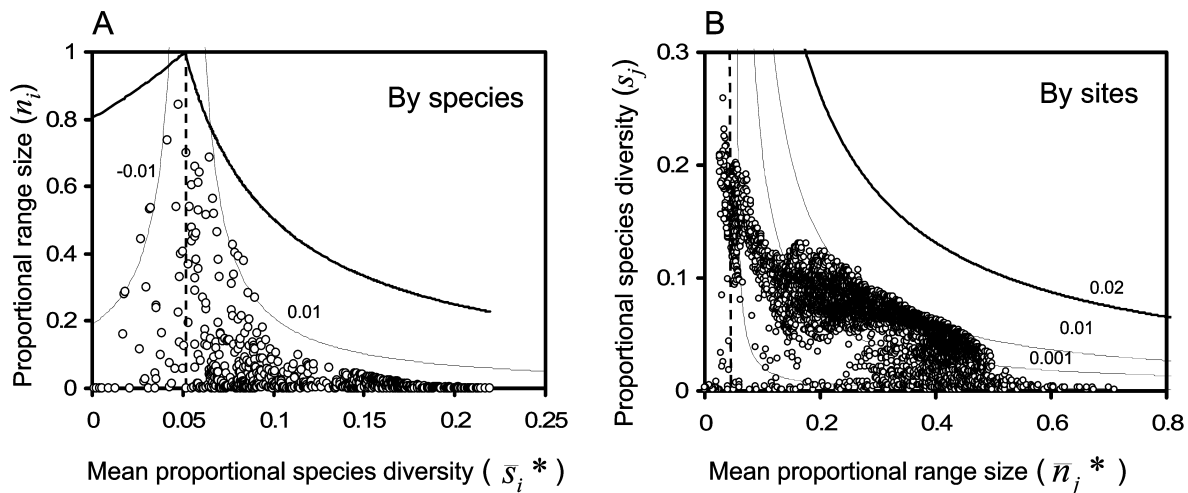 A
By species
Proportional range size (nᵢ)
1
0.8
0.6
0.4
0.2
0
-0.01
0.01
0 0.05 0.1 0.15 0.2 0.25
Mean proportional species diversity ( s̄ᵢ* )
B
By sites
Proportional species diversity (sⱼ)
0.3
0.2
0.1
0
0.02
0.01
0.001
0 0.2 0.4 0.6 0.8
Mean proportional range size ( n̄ⱼ* )